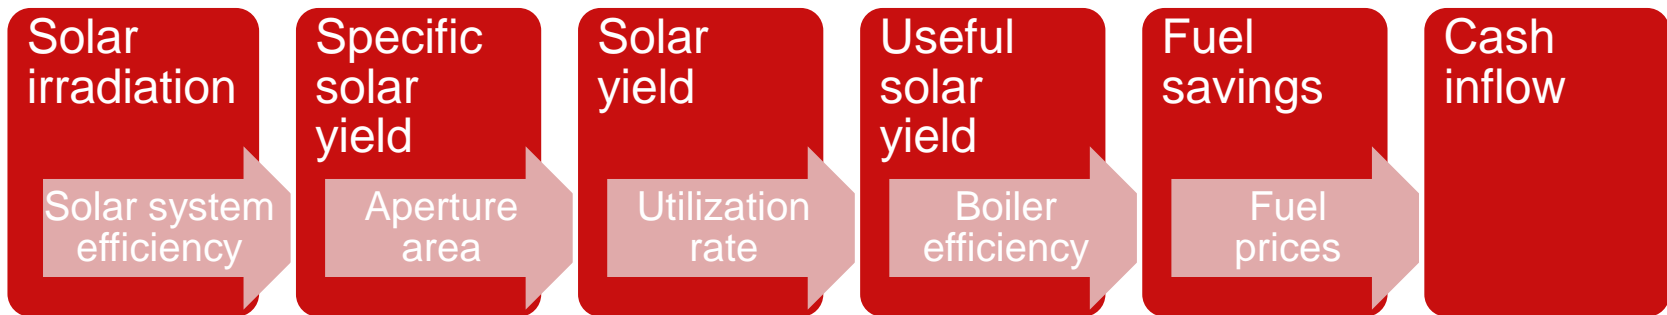 Solar
irradiation
Solar system
efficiency
Specific
solar
yield
Aperture
area
Solar
yield
Utilization
rate
Useful
solar
yield
Boiler
efficiency
Fuel
savings
Fuel
prices
Cash
inflow